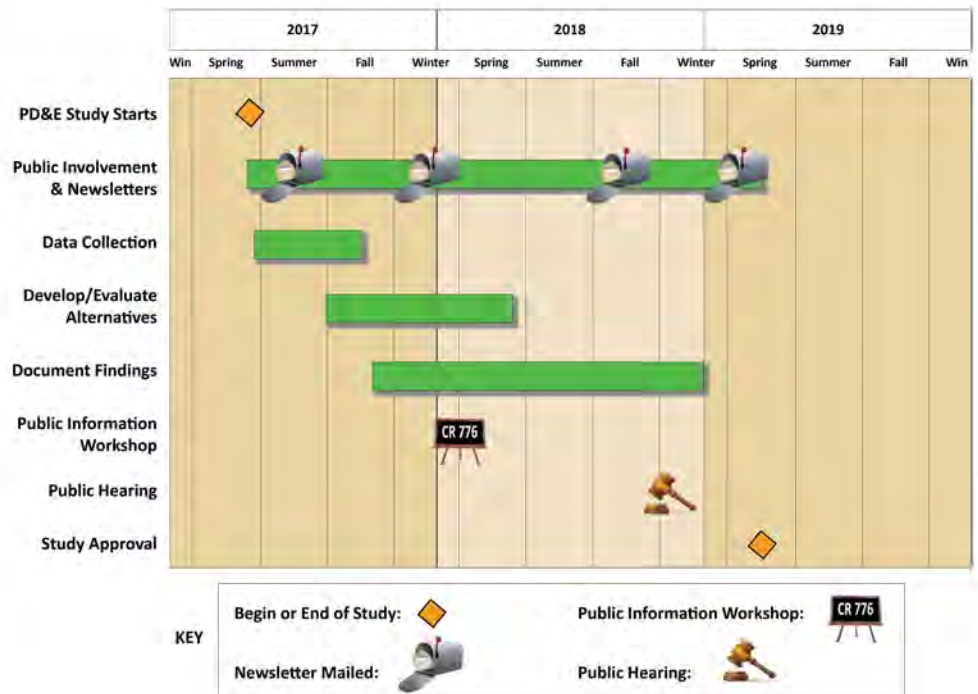 2017 2018 2019
Win Spring Summer Fall Winter Spring Summer Fall Winter Spring Summer Fall Win
PD&E Study Starts
Public Involvement
& Newsletters
Data Collection
Develop/Evaluate
Alternatives
Document Findings
Public Information
Workshop
CR 776
Public Hearing
Study Approval
KEY
Begin or End of Study:
Public Information Workshop:
CR 776
Newsletter Mailed:
Public Hearing: